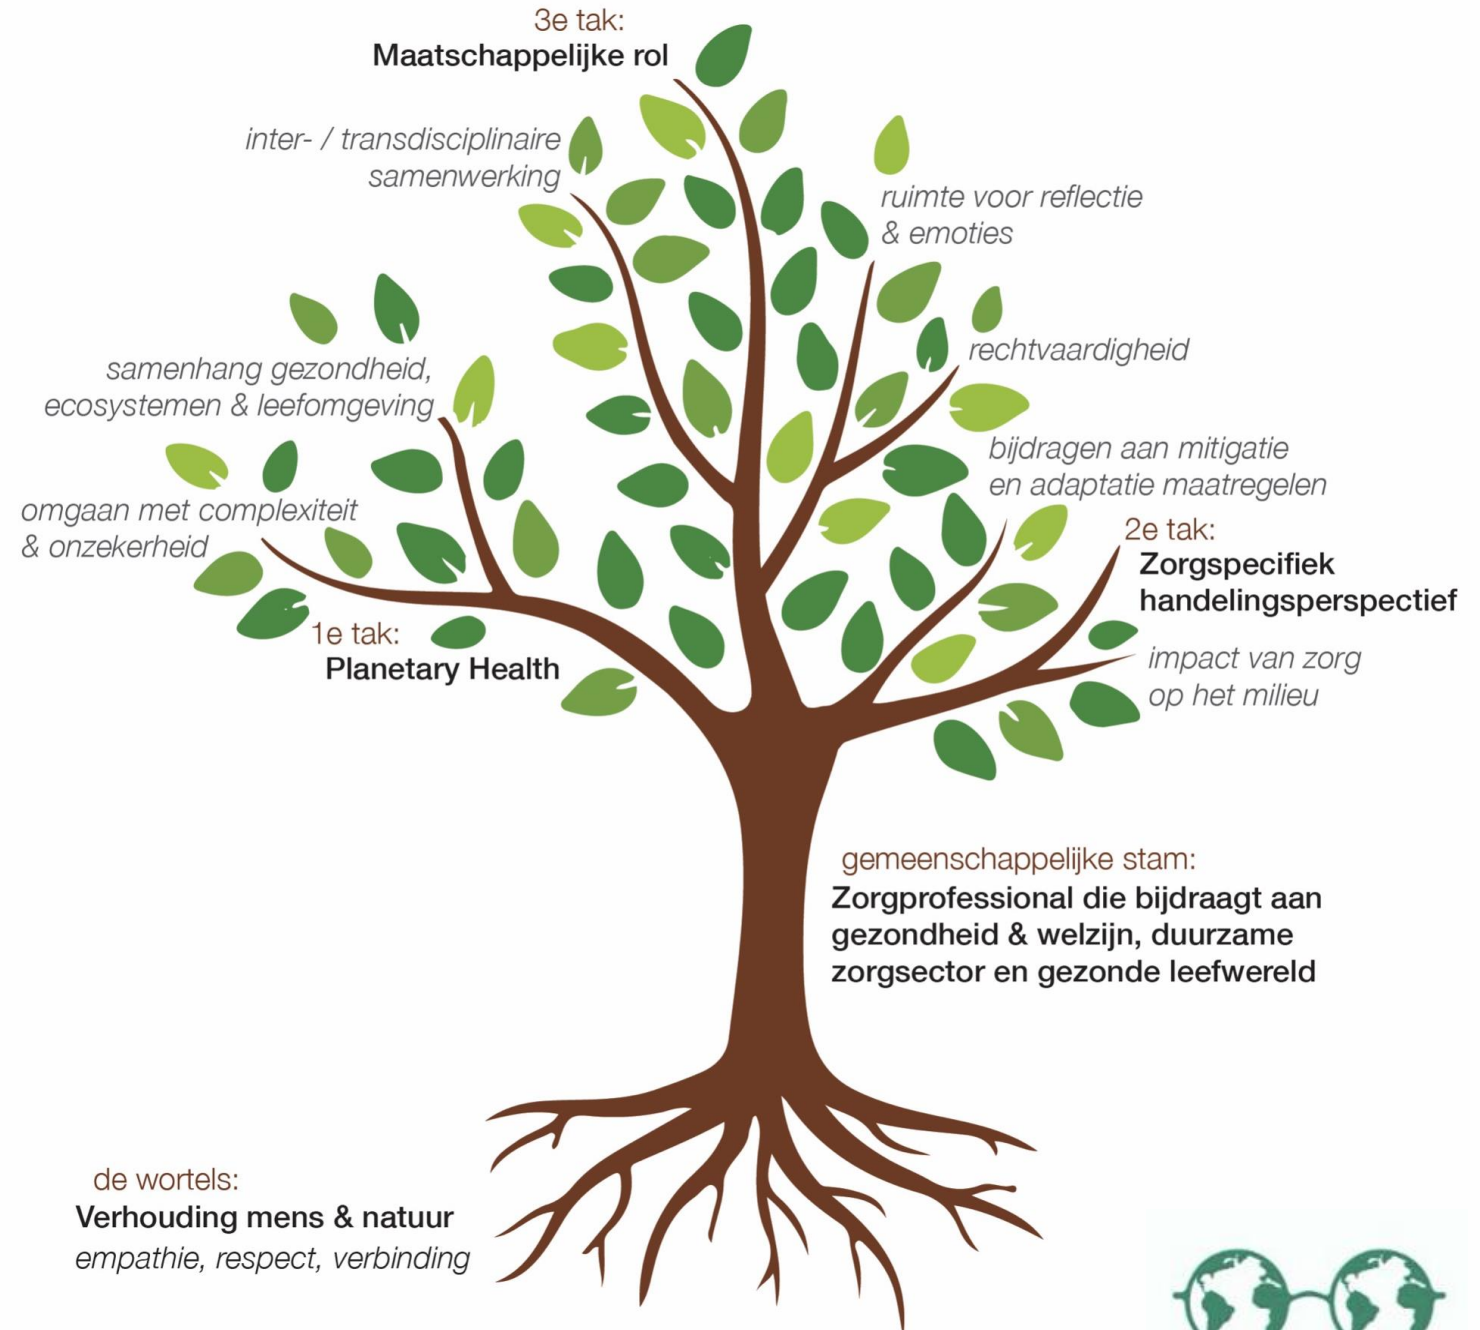 3e tak:
Maatschappelijke rol
inter- / transdisciplinaire
samenwerking
ruimte voor reflectie
& emoties
rechtvaardigheid
samenhang gezondheid,
ecosystemen & leefomgeving
bijdragen aan mitigatie
en adaptatie maatregelen
omgaan met complexiteit
& onzekerheid
2e tak:
Zorgspecifiek
handelingsperspectief
1e tak:
Planetary Health
impact van zorg
op het milieu
gemeenschappelijke stam:
Zorgprofessional die bijdraagt aan
gezondheid & welzijn, duurzame
zorgsector en gezonde leefwereld
de wortels:
Verhouding mens & natuur
empathie, respect, verbinding